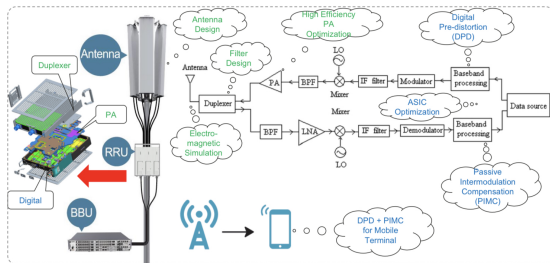 Antenna
Duplexer
PA
RRU
Digital
BBU
Antenna
Design
Filter
Design
High Efficiency
PA
Optimization
Digital
Pre-distortion
(DPD)
LO
Antenna
PA
BPF
Mixer
IF filter
Modulator
Baseband
processing
Duplexer
Mixer
ASIC
Optimization
Data source
Electro-
magnetic
Simulation
BPF
LNA
IF filter
Demodulator
Baseband
processing
LO
Passive
Intermodulation
Compensation
(PIMC)
DPD + PIMC
for Mobile
Terminal